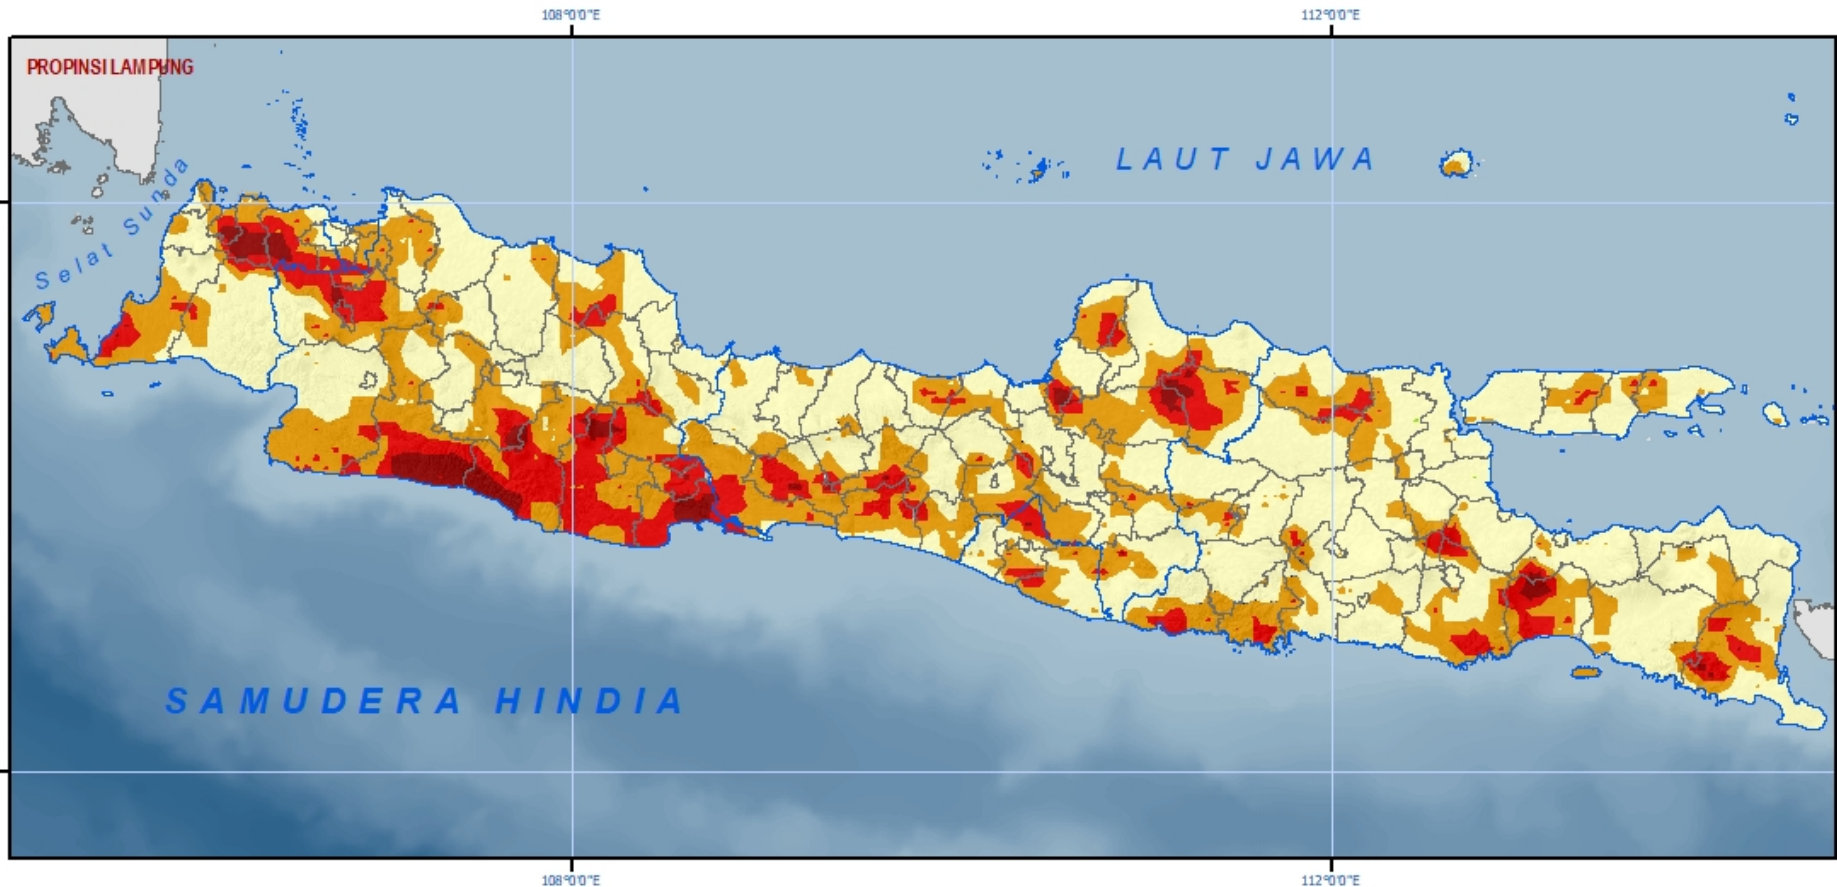 108°0'0"E
112°0'0"E
PROPINSI LAMPUNG
LAUT JAWA
Selat Sunda
SAMUDERA HINDIA
108°0'0"E
112°0'0"E